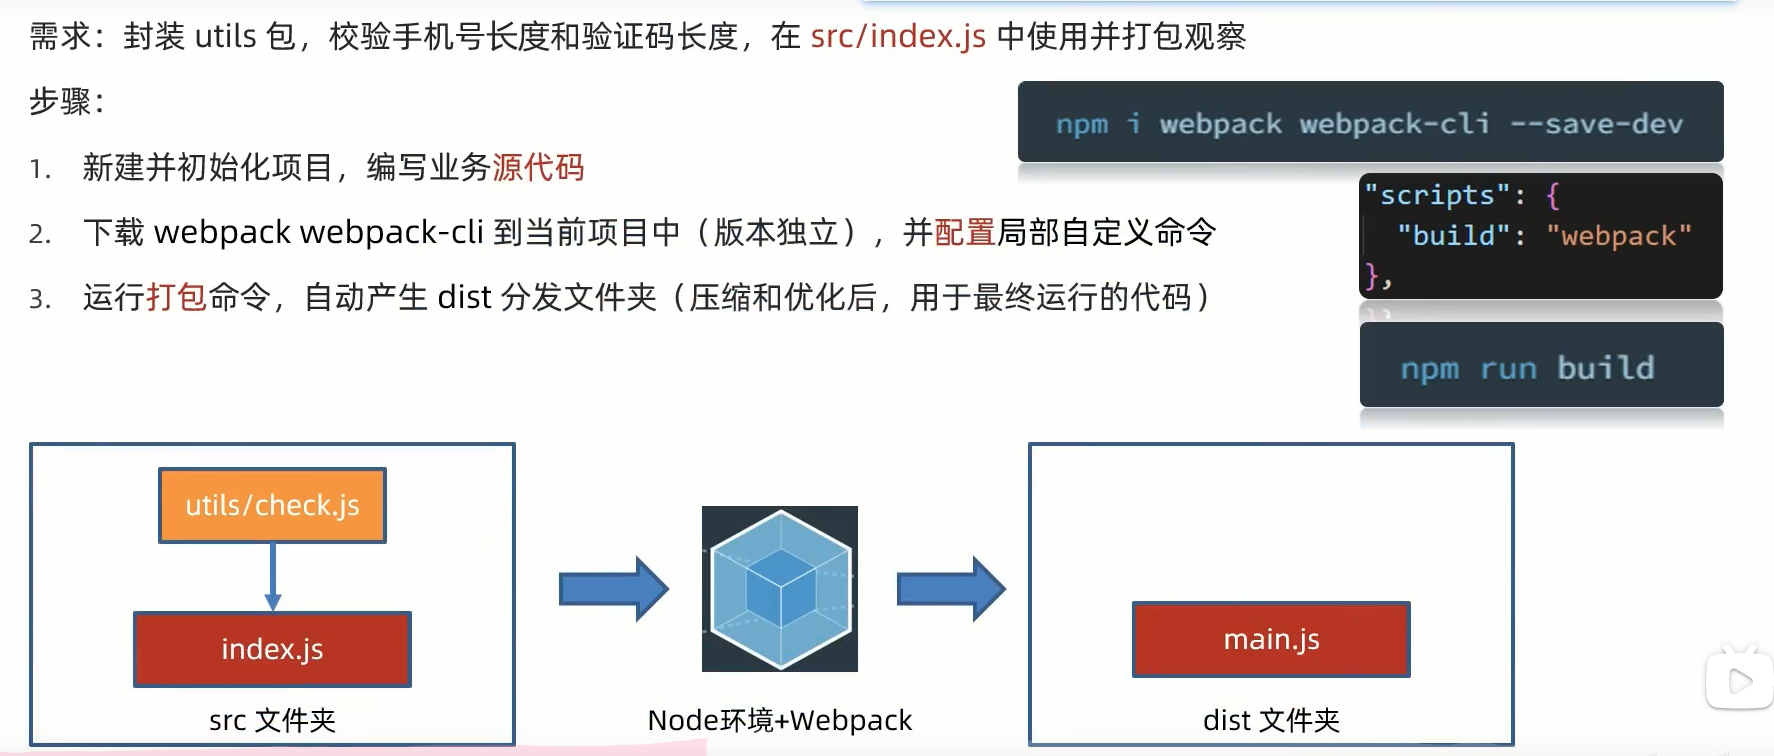 需求：封装 utils 包，校验手机号长度和验证码长度，在 src/index.js 中使用并打包观察
步骤：
1. 新建并初始化项目，编写业务源代码
2. 下载 webpack webpack-cli 到当前项目中（版本独立），并配置局部自定义命令
3. 运行打包命令，自动产生 dist 分发文件夹（压缩和优化后，用于最终运行的代码）
npm i webpack webpack-cli --save-dev
"scripts": {
"build": "webpack"
},
npm run build
utils/check.js
index.js
src 文件夹
Node环境+Webpack
main.js
dist 文件夹